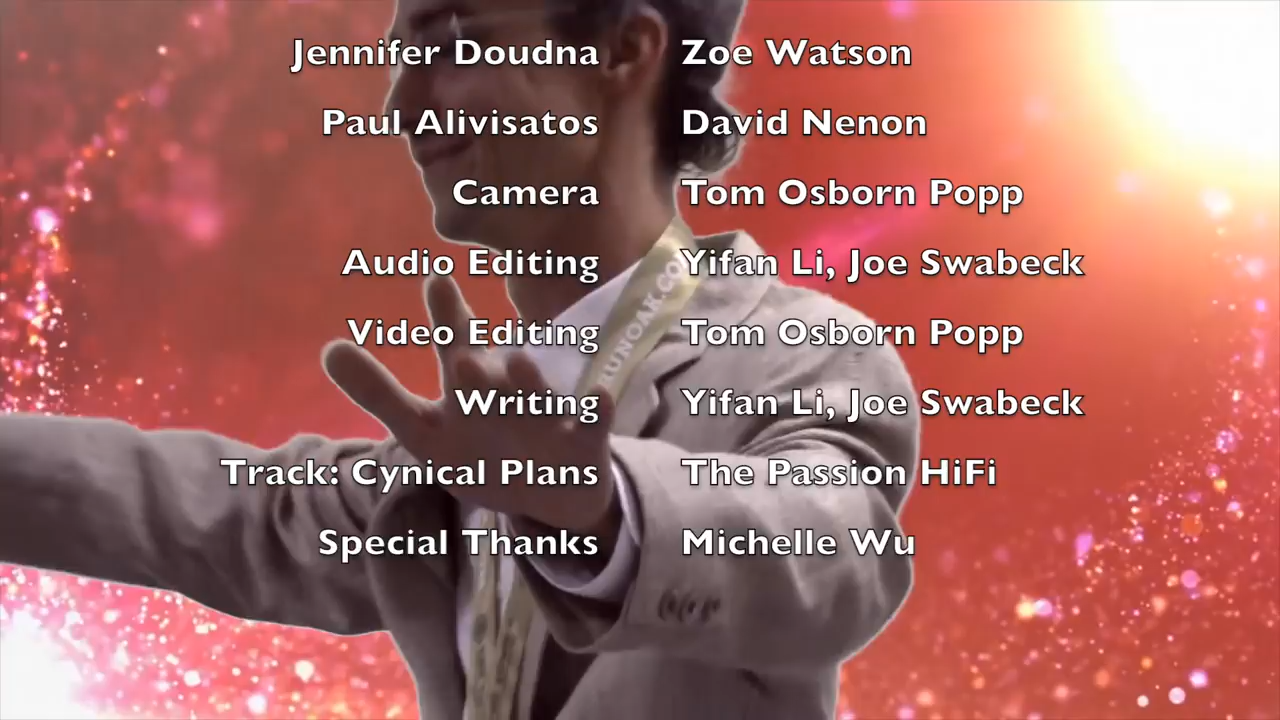 Jennifer Doudna Zoe Watson
Paul Alivisatos David Nenon
Camera Tom Osborn Popp
Audio Editing Yifan Li, Joe Swabeck
Video Editing Tom Osborn Popp
Writing Yifan Li, Joe Swabeck
Track: Cynical Plans The Passion HiFi
Special Thanks Michelle Wu
RUNOAK.CO